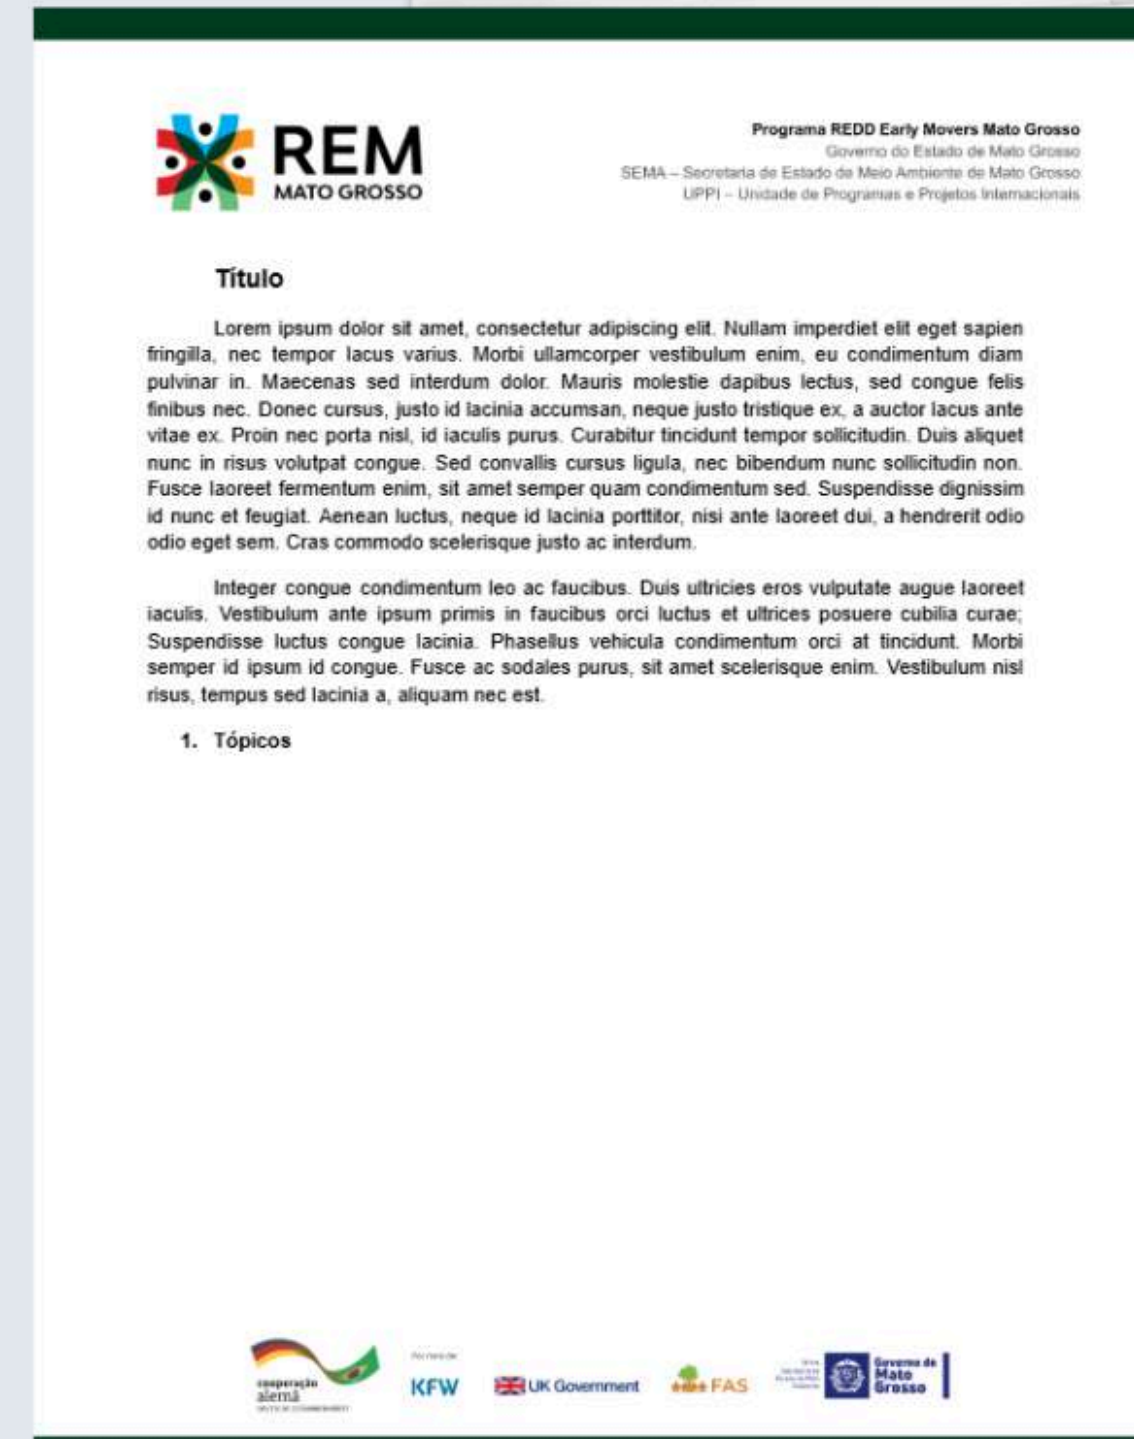 REM
MATO GROSSO
Programa REDD Early Movers Mato Grosso
Governo do Estado de Mato Grosso
SEMA – Secretaria de Estado de Meio Ambiente de Mato Grosso
UPPI – Unidade de Programas e Projetos Internacionais
Título
Lorem ipsum dolor sit amet, consectetur adipiscing elit. Nullam imperdiet elit eget sapien
fringilla, nec tempor lacus varius. Morbi ullamcorper vestibulum enim, eu condimentum diam
pulvinar in. Maecenas sed interdum dolor. Mauris molestie dapibus lectus, sed congue felis
finibus nec. Donec cursus, justo id lacinia accumsan, neque justo tristique ex, a auctor lacus ante
vitae ex. Proin nec porta nisl, id iaculis purus. Curabitur tincidunt tempor sollicitudin. Duis aliquet
nunc in risus volutpat congue. Sed convallis cursus ligula, nec bibendum nunc sollicitudin non.
Fusce laoreet fermentum enim, sit amet semper quam condimentum sed. Suspendisse dignissim
id nunc et feugiat. Aenean luctus, neque id lacinia porttitor, nisi ante laoreet dui, a hendrerit odio
odio eget sem. Cras commodo scelerisque justo ac interdum.
Integer congue condimentum leo ac faucibus. Duis ultricies eros vulputate augue laoreet
iaculis. Vestibulum ante ipsum primis in faucibus orci luctus et ultrices posuere cubilia curae;
Suspendisse luctus congue lacinia. Phasellus vehicula condimentum orci at tincidunt. Morbi
semper id ipsum id congue. Fusce ac sodales purus, sit amet scelerisque enim. Vestibulum nisl
risus, tempus sed lacinia a, aliquam nec est.
1. Tópicos
cooperação
alemã
KFW
UK Government
FAS
Governo de
Mato
Grosso